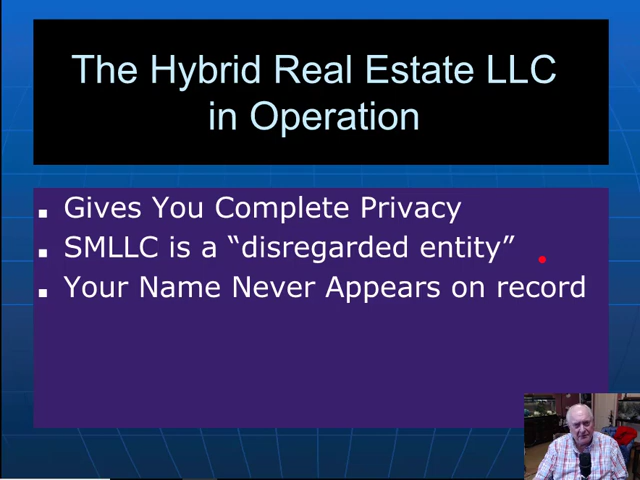 The Hybrid Real Estate LLC
in Operation
▪ Gives You Complete Privacy
▪ SMLLC is a “disregarded entity”
▪ Your Name Never Appears on record